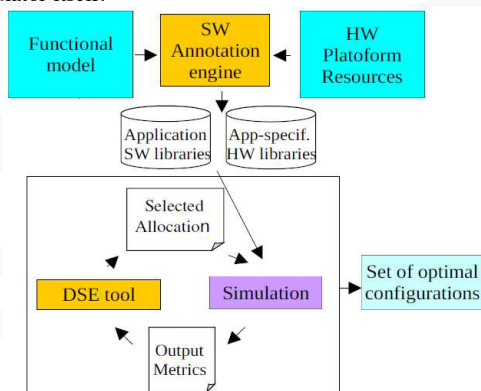 Functional
model
SW
Annotation
engine
HW
Platoform
Resources
Application
SW libraries
App-specif.
HW libraries
Selected
Allocation
DSE tool
Simulation
Set of optimal
configurations
Output
Metrics